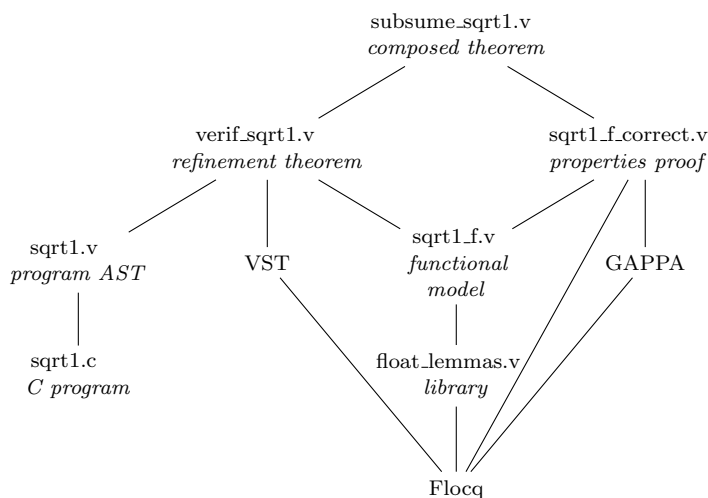 subsume_sqrt1.v
composed theorem
verif_sqrt1.v
refinement theorem
sqrt1_f_correct.v
properties proof
sqrt1.v
program AST
VST
sqrt1_f.v
functional
model
GAPPA
sqrt1.c
C program
float_lemmas.v
library
Flocq